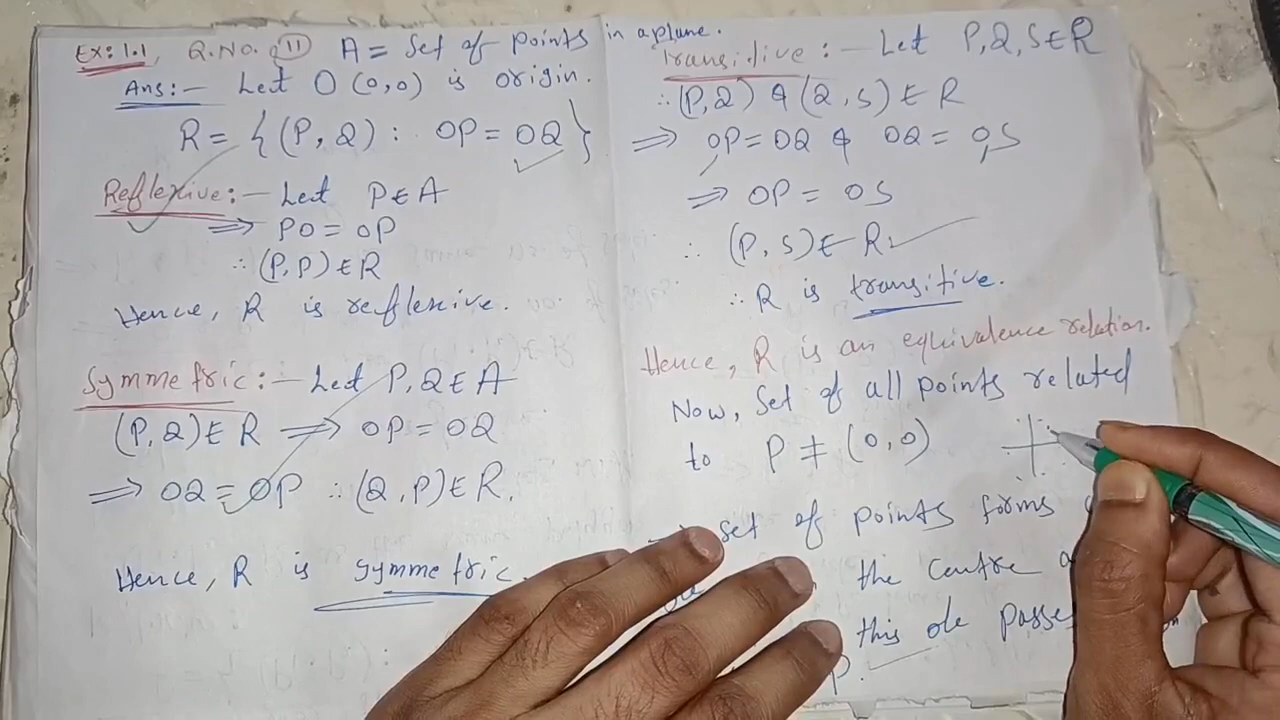 Ex: 1.1, Q.No. 11 A = Set of points in a plane.
Ans:- Let O (0,0) is origin.
R = {(P, Q) : OP = OQ}
Reflexive:- Let P ∈ A
⇒ PO = OP
∴ (P, P) ∈ R
Hence, R is reflexive.
Symmetric:- Let P, Q ∈ A
(P, Q) ∈ R ⇒ OP = OQ
⇒ OQ = OP ∴ (Q, P) ∈ R.
Hence, R is symmetric.
transitive:- Let P, Q, S ∈ R
∴ (P, Q) & (Q, S) ∈ R
⇒ OP = OQ & OQ = OS
⇒ OP = OS
∴ (P, S) ∈ R
∴ R is transitive.
Hence, R is an equivalence relation.
Now, Set of all points related
to P ≠ (0,0)
set of points forms
the centre
this ole passes
P.